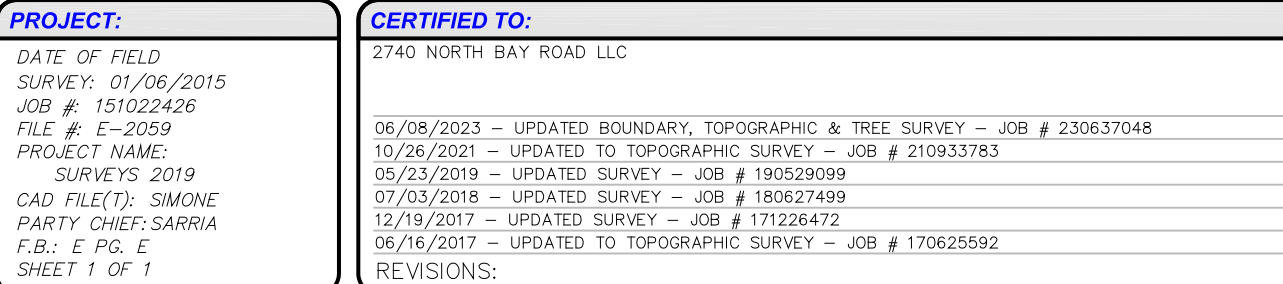 PROJECT:
DATE OF FIELD
SURVEY: 01/06/2015
JOB #: 151022426
FILE #: E-2059
PROJECT NAME:
SURVEYS 2019
CAD FILE(T): SIMONE
PARTY CHIEF: SARRIA
F.B.: E PG. E
SHEET 1 OF 1
CERTIFIED TO:
2740 NORTH BAY ROAD LLC
06/08/2023 – UPDATED BOUNDARY, TOPOGRAPHIC & TREE SURVEY – JOB # 230637048
10/26/2021 – UPDATED TO TOPOGRAPHIC SURVEY – JOB # 210933783
05/23/2019 – UPDATED SURVEY – JOB # 190529099
07/03/2018 – UPDATED SURVEY – JOB # 180627499
12/19/2017 – UPDATED SURVEY – JOB # 171226472
06/16/2017 – UPDATED TO TOPOGRAPHIC SURVEY – JOB # 170625592
REVISIONS: